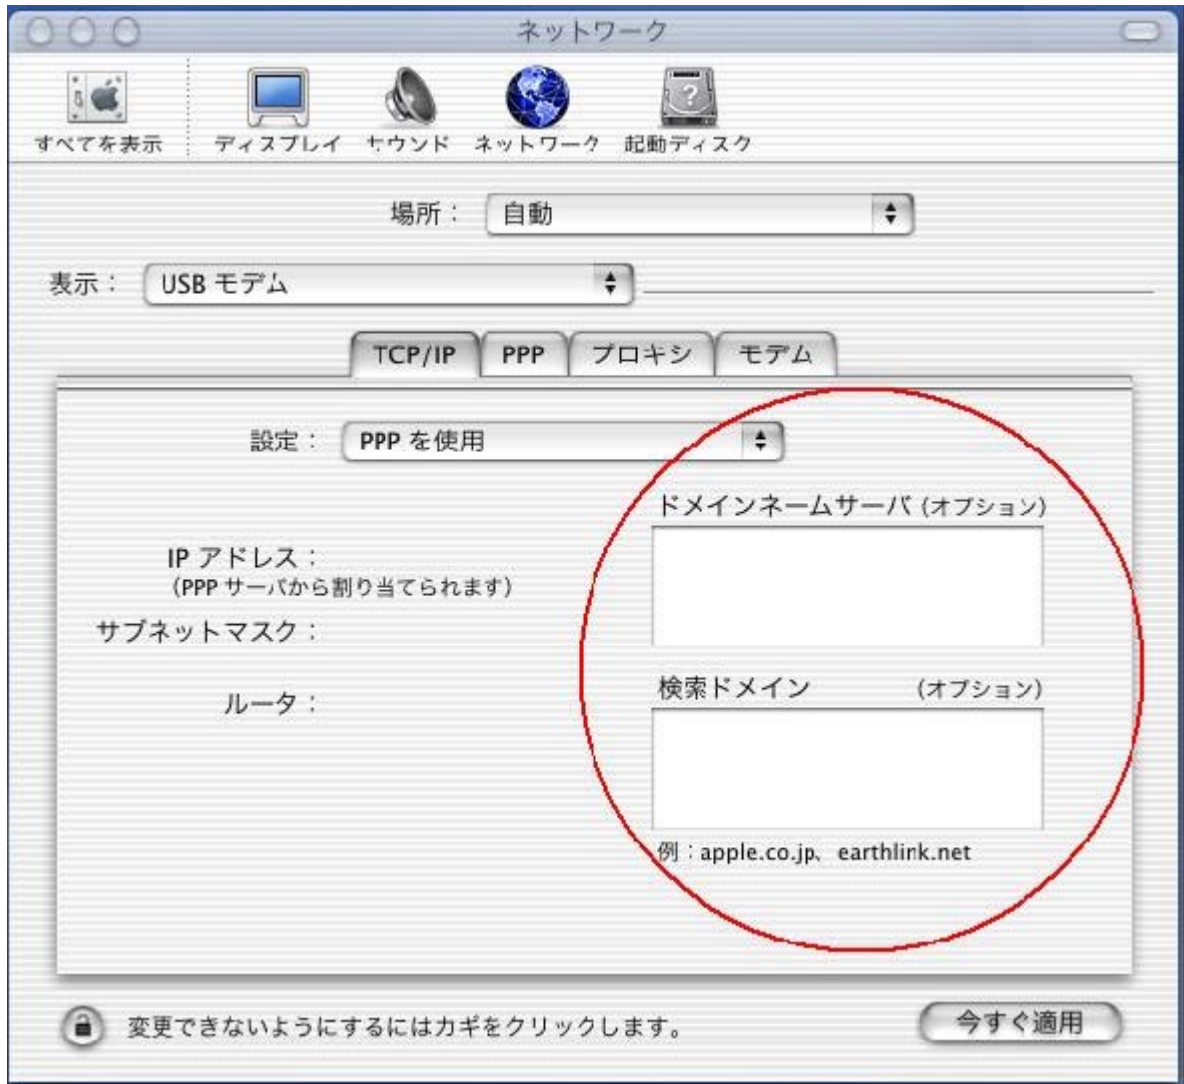 ネットワーク
すべてを表示 ディスプレイ サウンド ネットワーク 起動ディスク
場所： 自動
表示： USB モデム
TCP/IP PPP プロキシ モデム
設定： PPP を使用
ドメインネームサーバ (オプション)
IP アドレス：
(PPP サーバから割り当てられます)
サブネットマスク：
検索ドメイン (オプション)
ルータ：
例：apple.co.jp、earthlink.net
変更できないようにするにはカギをクリックします。 今すぐ適用